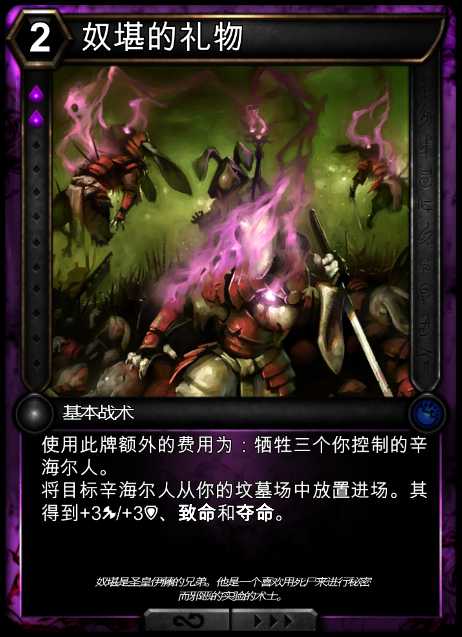 2
奴堪的礼物
基本战术
使用此牌额外的费用为：牺牲三个你控制的辛
海尔人。
将目标辛海尔人从你的坟墓场中放置进场。其
得到+3/+3、致命和夺命。
奴堪是圣皇伊薾的兄弟。他是一个喜欢用死尸来进行秘密
而邪恶的实验的术士。